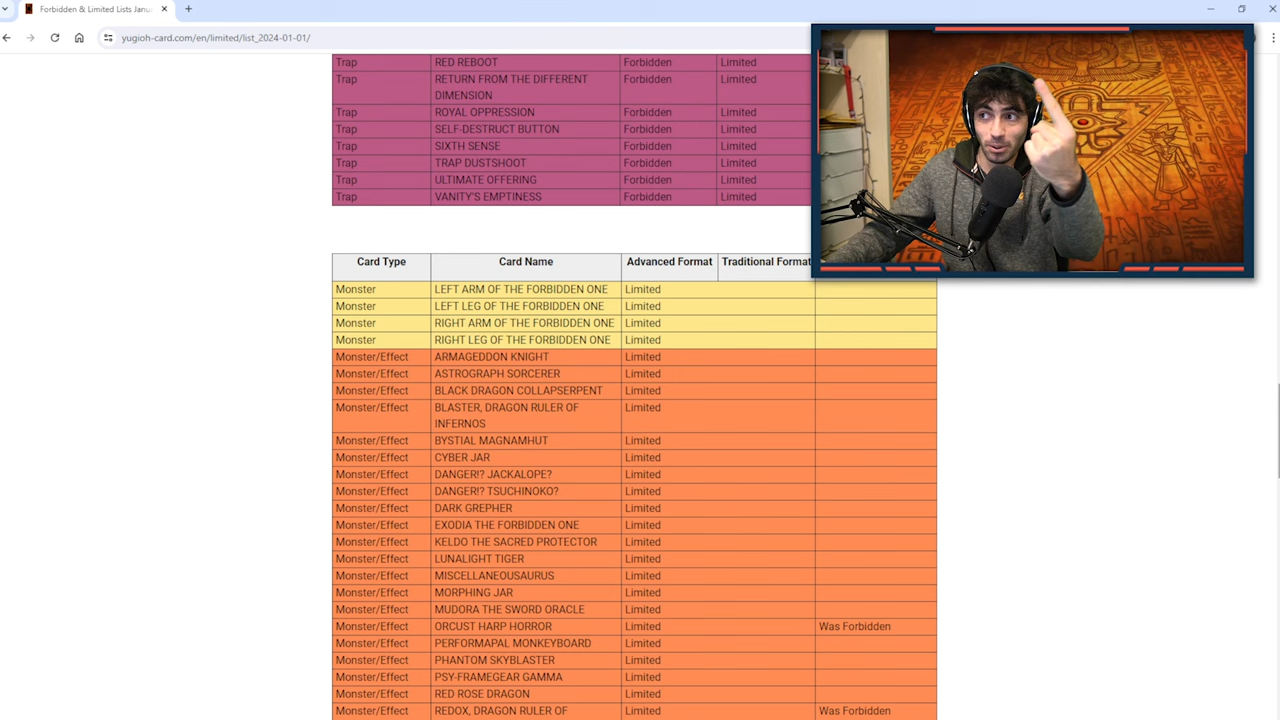 Forbidden & Limited Lists Janu
yugioh-card.com/en/limited/list_2024-01-01/
Trap RED REBOOT Forbidden Limited
Trap RETURN FROM THE DIFFERENT Forbidden Limited
DIMENSION
Trap ROYAL OPPRESSION Forbidden Limited
Trap SELF-DESTRUCT BUTTON Forbidden Limited
Trap SIXTH SENSE Forbidden Limited
Trap TRAP DUSTSHOOT Forbidden Limited
Trap ULTIMATE OFFERING Forbidden Limited
Trap VANITY'S EMPTINESS Forbidden Limited
Card Type Card Name Advanced Format Traditional Format
Monster LEFT ARM OF THE FORBIDDEN ONE Limited
Monster LEFT LEG OF THE FORBIDDEN ONE Limited
Monster RIGHT ARM OF THE FORBIDDEN ONE Limited
Monster RIGHT LEG OF THE FORBIDDEN ONE Limited
Monster/Effect ARMAGEDDON KNIGHT Limited
Monster/Effect ASTROGRAPH SORCERER Limited
Monster/Effect BLACK DRAGON COLLAPSERPENT Limited
Monster/Effect BLASTER, DRAGON RULER OF Limited
INFERNOS
Monster/Effect BYSTIAL MAGNAMHUT Limited
Monster/Effect CYBER JAR Limited
Monster/Effect DANGER!? JACKALOPE? Limited
Monster/Effect DANGER!? TSUCHINOKO? Limited
Monster/Effect DARK GREPHER Limited
Monster/Effect EXODIA THE FORBIDDEN ONE Limited
Monster/Effect KELDO THE SACRED PROTECTOR Limited
Monster/Effect LUNALIGHT TIGER Limited
Monster/Effect MISCELLANEOUSAURUS Limited
Monster/Effect MORPHING JAR Limited
Monster/Effect MUDORA THE SWORD ORACLE Limited
Monster/Effect ORCUST HARP HORROR Limited Was Forbidden
Monster/Effect PERFORMAPAL MONKEYBOARD Limited
Monster/Effect PHANTOM SKYBLASTER Limited
Monster/Effect PSY-FRAMEGEAR GAMMA Limited
Monster/Effect RED ROSE DRAGON Limited
Monster/Effect REDOX, DRAGON RULER OF Limited Was Forbidden